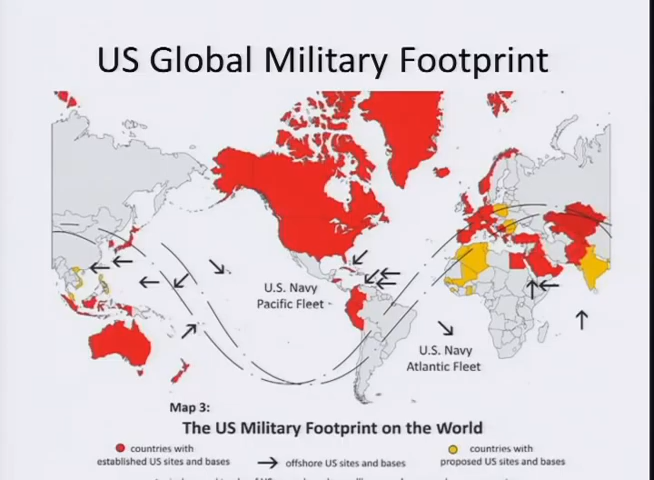 US Global Military Footprint
U.S. Navy
Pacific Fleet
U.S. Navy
Atlantic Fleet
Map 3:
The US Military Footprint on the World
countries with
established US sites and bases
offshore US sites and bases
countries with
proposed US sites and bases